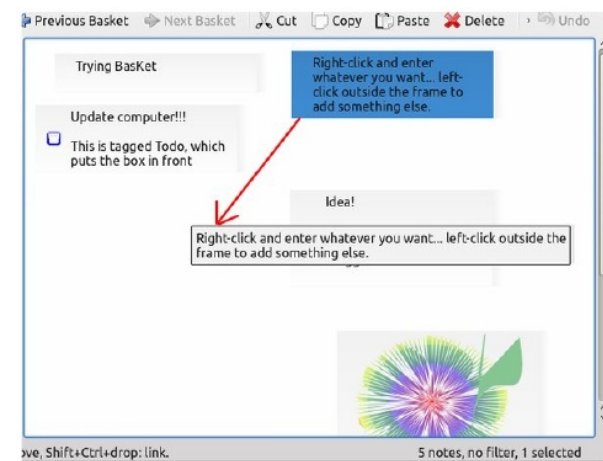 Previous Basket Next Basket Cut Copy Paste Delete Undo
Trying BasKet
Right-click and enter
whatever you want... left-
click outside the frame to
add something else.
Update computer!!!
This is tagged Todo, which
puts the box in front
Idea!
Right-click and enter whatever you want... left-click outside the
frame to add something else.
ove, Shift+Ctrl+drop: link. 5 notes, no filter, 1 selected